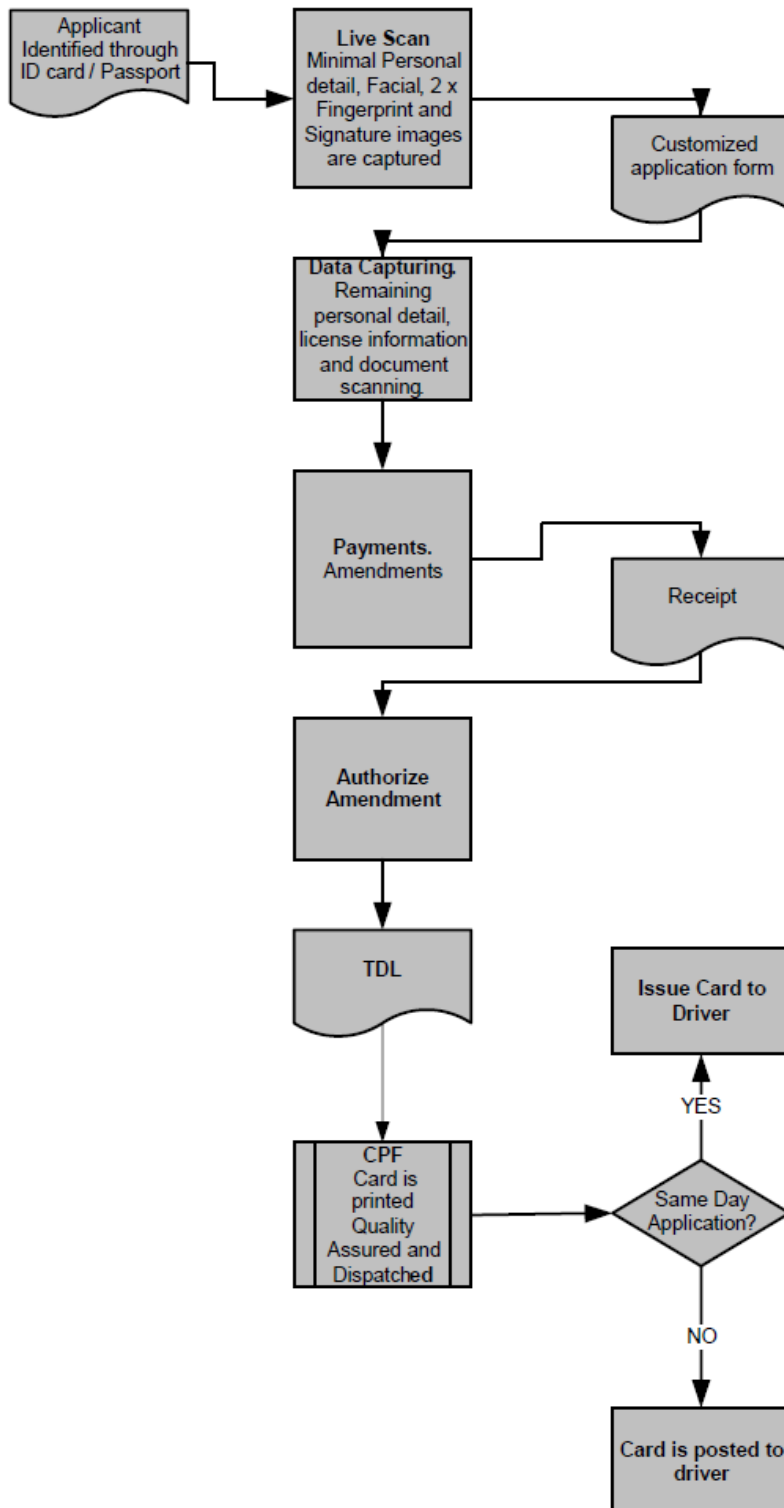 Applicant
Identified through
ID card / Passport
Live Scan
Minimal Personal
detail, Facial, 2 x
Fingerprint and
Signature images
are captured
Customized
application form
Data Capturing.
Remaining
personal detail,
license information
and document
scanning.
Payments.
Amendments
Receipt
Authorize
Amendment
TDL
CPF
Card is
printed
Quality
Assured and
Dispatched
Same Day
Application?
YES
Issue Card to
Driver
NO
Card is posted to
driver